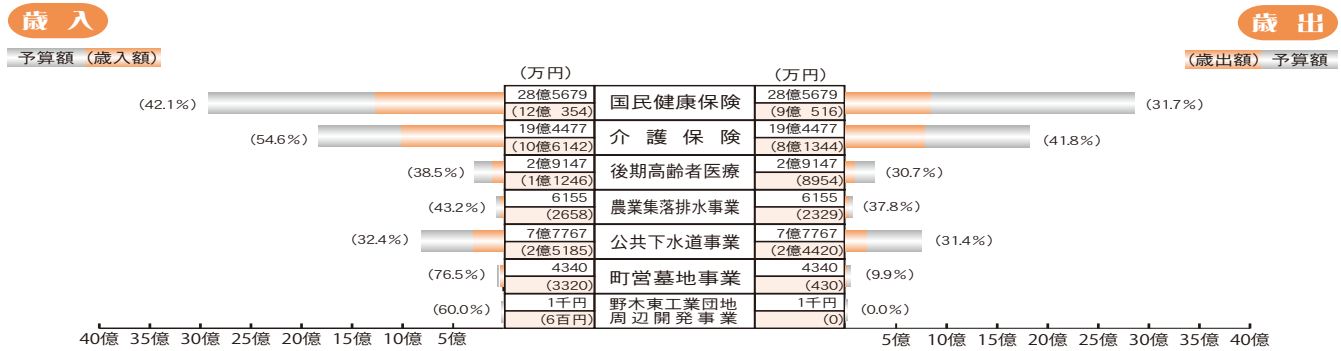 歳 入
歳 出
予算額 (歳入額)
(歳出額) 予算額
(万円)
(万円)
(42.1%)
28億5679
(12億 354)
国民健康保険
28億5679
(9億 516)
(31.7%)
(54.6%)
19億4477
(10億6142)
介護保険
19億4477
(8億1344)
(41.8%)
(38.5%)
2億9147
(1億1246)
後期高齢者医療
2億9147
(8954)
(30.7%)
(43.2%)
6155
(2658)
農業集落排水事業
6155
(2329)
(37.8%)
(32.4%)
7億7767
(2億5185)
公共下水道事業
7億7767
(2億4420)
(31.4%)
(76.5%)
4340
(3320)
町営墓地事業
4340
(430)
(9.9%)
(60.0%)
1千円
(6百円)
野木東工業団地
周辺開発事業
1千円
(0)
(0.0%)
40億 35億 30億 25億 20億 15億 10億 5億
5億 10億 15億 20億 25億 30億 35億 40億